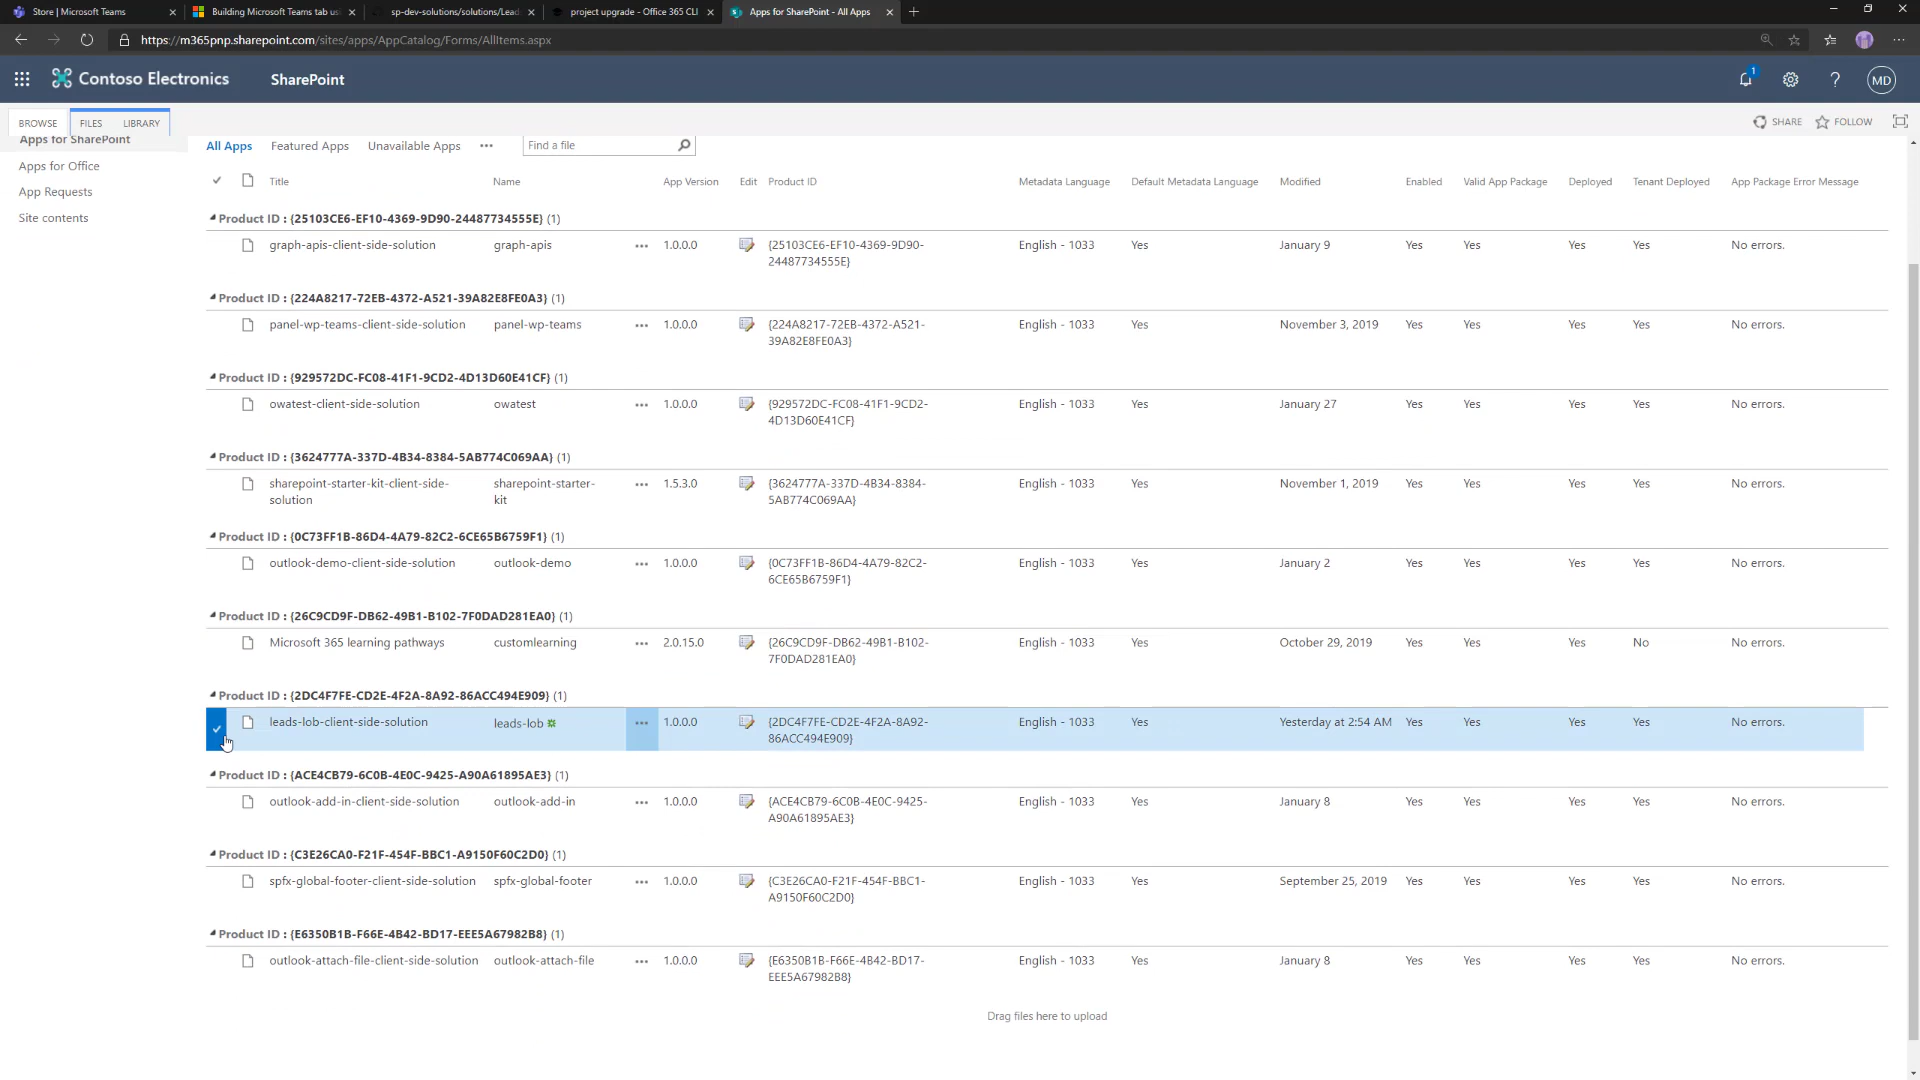 Store | Microsoft Teams
Building Microsoft Teams tab us
sp-dev-solutions/solutions/Lead
project upgrade - Office 365 CLI
Apps for SharePoint - All Apps
https://m365pnp.sharepoint.com/sites/apps/AppCatalog/Forms/AllItems.aspx
Contoso Electronics SharePoint
1
MD
BROWSE FILES LIBRARY SHARE FOLLOW
Apps for SharePoint
Apps for Office
App Requests
Site contents
All Apps Featured Apps Unavailable Apps ••• Find a file
Title Name App Version Edit Product ID Metadata Language Default Metadata Language Modified Enabled Valid App Package Deployed Tenant Deployed App Package Error Message
Product ID : {25103CE6-EF10-4369-9D90-24487734555E} (1)
graph-apis-client-side-solution graph-apis ••• 1.0.0.0 {25103CE6-EF10-4369-9D90- English - 1033 Yes January 9 Yes Yes Yes Yes No errors.
24487734555E}
Product ID : {224A8217-72EB-4372-A521-39A82E8FE0A3} (1)
panel-wp-teams-client-side-solution panel-wp-teams ••• 1.0.0.0 {224A8217-72EB-4372-A521- English - 1033 Yes November 3, 2019 Yes Yes Yes Yes No errors.
39A82E8FE0A3}
Product ID : {929572DC-FC08-41F1-9CD2-4D13D60E41CF} (1)
owatest-client-side-solution owatest ••• 1.0.0.0 {929572DC-FC08-41F1-9CD2- English - 1033 Yes January 27 Yes Yes Yes Yes No errors.
4D13D60E41CF}
Product ID : {3624777A-337D-4B34-8384-5AB774C069AA} (1)
sharepoint-starter-kit-client-side- sharepoint-starter- ••• 1.5.3.0 {3624777A-337D-4B34-8384- English - 1033 Yes November 1, 2019 Yes Yes Yes Yes No errors.
solution kit 5AB774C069AA}
Product ID : {0C73FF1B-86D4-4A79-82C2-6CE65B6759F1} (1)
outlook-demo-client-side-solution outlook-demo ••• 1.0.0.0 {0C73FF1B-86D4-4A79-82C2- English - 1033 Yes January 2 Yes Yes Yes Yes No errors.
6CE65B6759F1}
Product ID : {26C9CD9F-DB62-49B1-B102-7F0DAD281EA0} (1)
Microsoft 365 learning pathways customlearning ••• 2.0.15.0 {26C9CD9F-DB62-49B1-B102- English - 1033 Yes October 29, 2019 Yes Yes Yes No No errors.
7F0DAD281EA0}
Product ID : {2DC4F7FE-CD2E-4F2A-8A92-86ACC494E909} (1)
leads-lob-client-side-solution leads-lob ••• 1.0.0.0 {2DC4F7FE-CD2E-4F2A-8A92- English - 1033 Yes Yesterday at 2:54 AM Yes Yes Yes Yes No errors.
86ACC494E909}
Product ID : {ACE4CB79-6C0B-4E0C-9425-A90A61895AE3} (1)
outlook-add-in-client-side-solution outlook-add-in ••• 1.0.0.0 {ACE4CB79-6C0B-4E0C-9425- English - 1033 Yes January 8 Yes Yes Yes Yes No errors.
A90A61895AE3}
Product ID : {C3E26CA0-F21F-454F-BBC1-A9150F60C2D0} (1)
spfx-global-footer-client-side-solution spfx-global-footer ••• 1.0.0.0 {C3E26CA0-F21F-454F-BBC1- English - 1033 Yes September 25, 2019 Yes Yes Yes Yes No errors.
A9150F60C2D0}
Product ID : {E6350B1B-F66E-4B42-BD17-EEE5A67982B8} (1)
outlook-attach-file-client-side-solution outlook-attach-file ••• 1.0.0.0 {E6350B1B-F66E-4B42-BD17- English - 1033 Yes January 8 Yes Yes Yes Yes No errors.
EEE5A67982B8}
Drag files here to upload